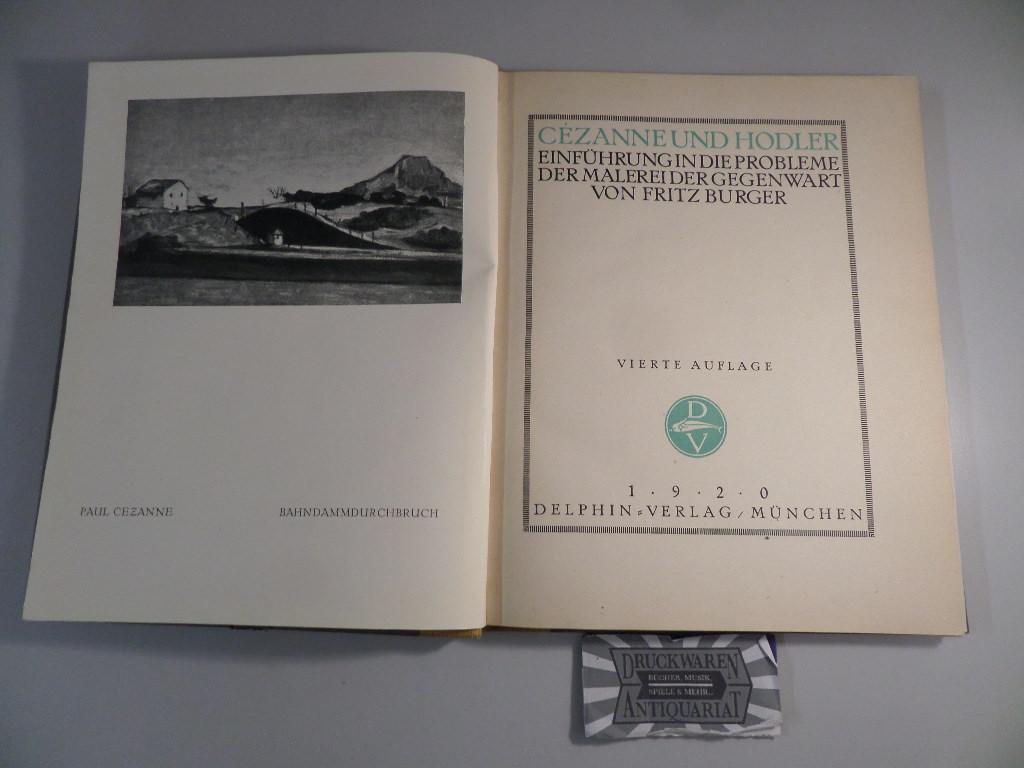 PAUL CEZANNE
BAHNDAMMDURCHBRUCH
CÉZANNE UND HODLER
EINFÜHRUNG IN DIE PROBLEME
DER MALEREI DER GEGENWART
VON FRITZ BURGER
VIERTE AUFLAGE
D
V
1·9·2·0
DELPHIN=VERLAG / MÜNCHEN
DRUCKWAREN
BÜCHER, MUSIK,
SPIELE & MEHR...
ANTIQUARIAT